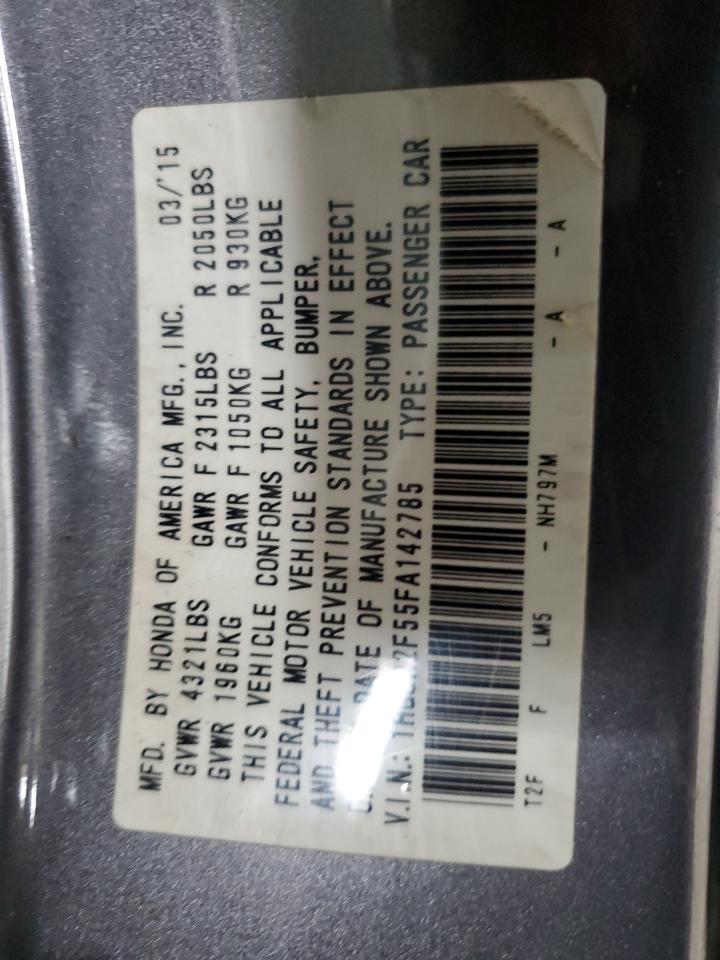 MFD. BY HONDA OF AMERICA MFG., INC. 03/'15
GVWR 4321LBS GAWR F 2315LBS R 2050LBS
GVWR 1960KG GAWR F 1050KG R 930KG
THIS VEHICLE CONFORMS TO ALL APPLICABLE
FEDERAL MOTOR VEHICLE SAFETY, BUMPER,
AND THEFT PREVENTION STANDARDS IN EFFECT
DATE OF MANUFACTURE SHOWN ABOVE.
V.I.N.: TYPE: PASSENGER CAR
T2F F LM5 - NH797M - A - A